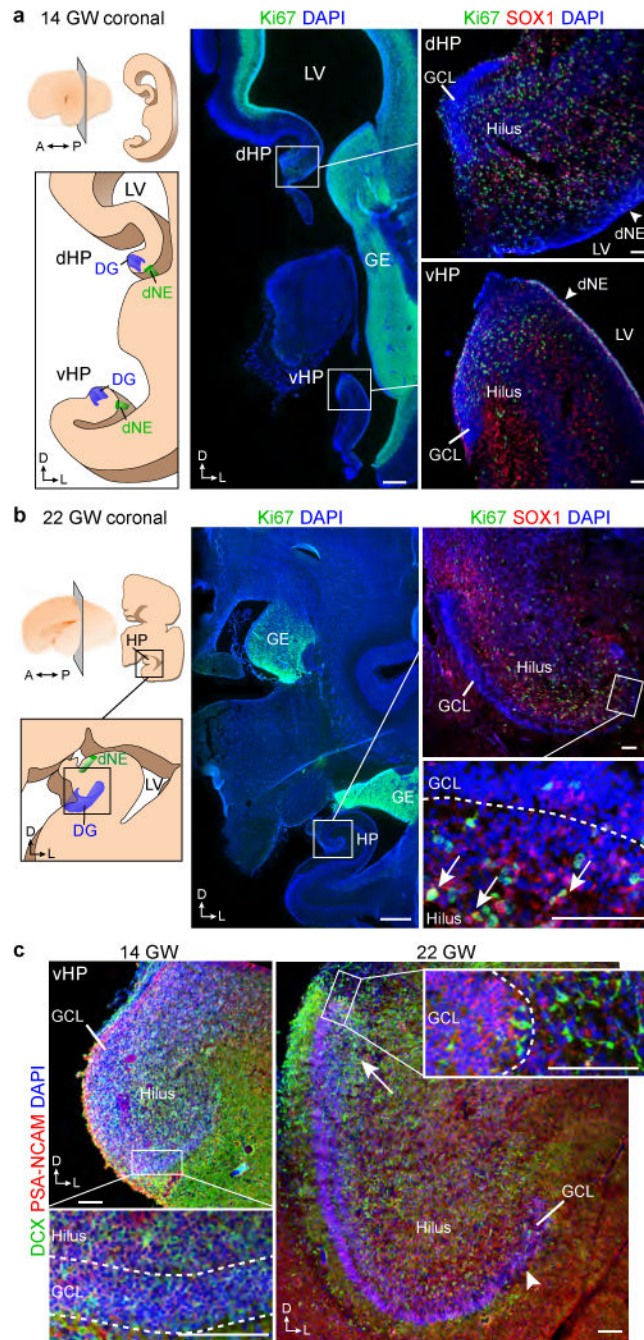 a 14 GW coronal
Ki67 DAPI
Ki67 SOX1 DAPI
A P
LV
dHP
DG
dNE
vHP
DG
dNE
D
L
LV
dHP
GE
vHP
dHP
GCL
Hilus
dNE
LV
vHP
dNE
LV
Hilus
GCL
b 22 GW coronal
Ki67 DAPI
Ki67 SOX1 DAPI
A P
HP
dNE
LV
DG
D
L
GE
GE
HP
D
L
Hilus
GCL
GCL
Hilus
c 14 GW
22 GW
DCX PSA-NCAM DAPI
vHP
GCL
Hilus
D
L
Hilus
GCL
GCL
GCL
Hilus